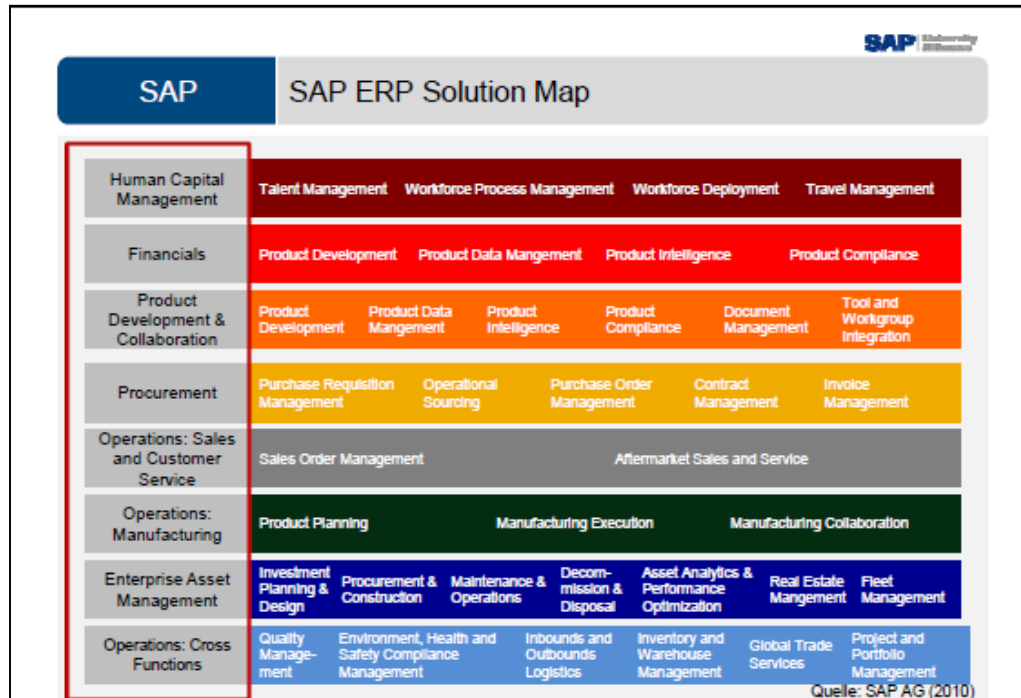 SAP University Alliances
SAP
SAP ERP Solution Map
Human Capital
Management
Talent Management Workforce Process Management Workforce Deployment Travel Management
Financials
Product Development Product Data Mangement Product Intelligence Product Compliance
Product
Development &
Collaboration
Product
Development
Product Data
Mangement
Product
Intelligence
Product
Compliance
Document
Management
Tool and
Workgroup
Integration
Procurement
Purchase Requisition
Management
Operational
Sourcing
Purchase Order
Management
Contract
Management
Invoice
Management
Operations: Sales
and Customer
Service
Sales Order Management Aftermarket Sales and Service
Operations:
Manufacturing
Product Planning Manufacturing Execution Manufacturing Collaboration
Enterprise Asset
Management
Investment
Planning &
Design
Procurement &
Construction
Maintenance &
Operations
Decom-
mission &
Disposal
Asset Analytics &
Performance
Optimization
Real Estate
Mangement
Fleet
Management
Operations: Cross
Functions
Quality
Manage-
ment
Environment, Health and
Safety Compliance
Management
Inbounds and
Outbounds
Logistics
Inventory and
Warehouse
Management
Global Trade
Services
Project and
Portfolio
Management
Quelle: SAP AG (2010)